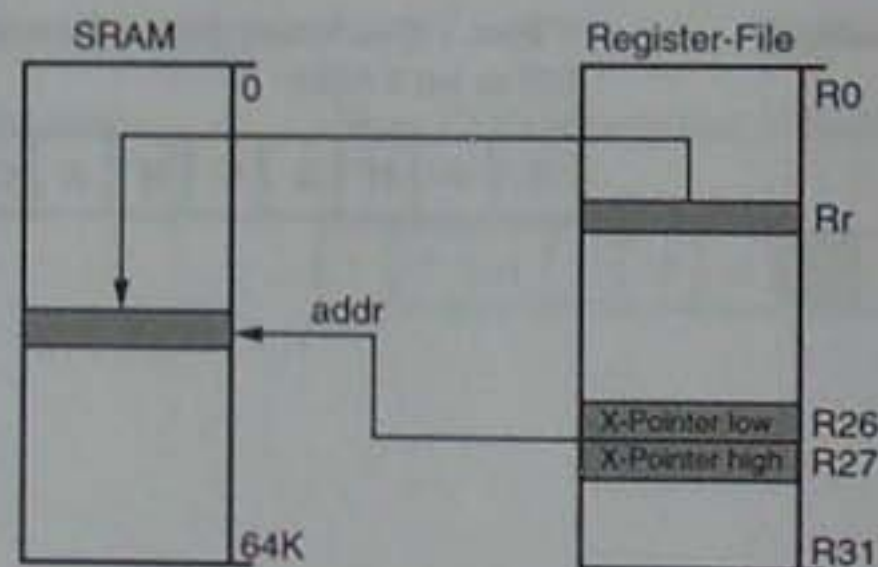 SRAM
Register-File
0
R0
Rr
addr
X-Pointer low
R26
X-Pointer high
R27
64K
R31